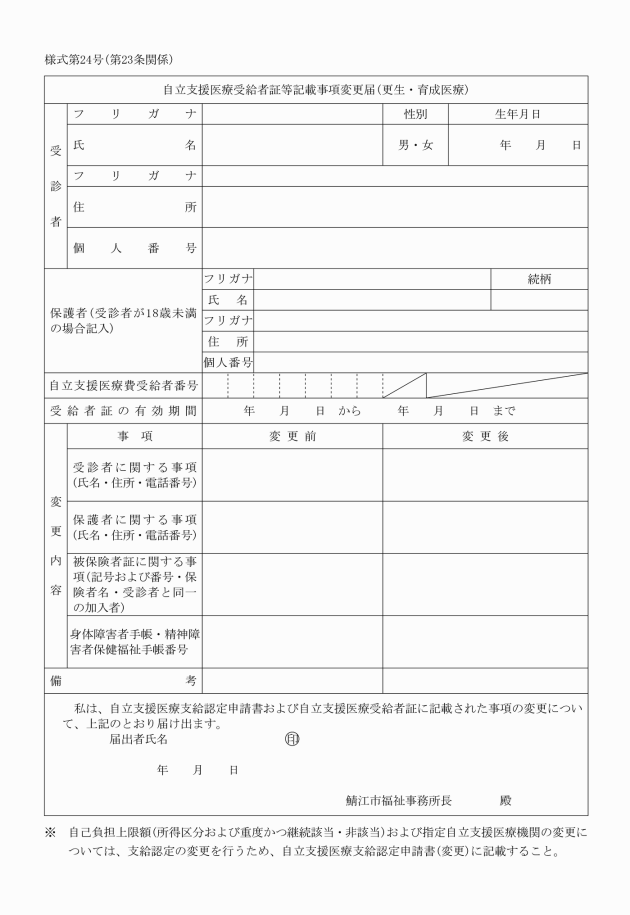 様式第24号(第23条関係)
自立支援医療受給者証等記載事項変更届(更生・育成医療)
受診者
フリガナ
性別
生年月日
氏名
男・女
年 月 日
フリガナ
住所
個人番号
保護者(受診者が18歳未満
の場合記入)
フリガナ
続柄
氏名
フリガナ
住所
個人番号
自立支援医療費受給者番号
受給者証の有効期間
年 月 日 から 年 月 日 まで
変更内容
事項
変更前
変更後
受診者に関する事項
(氏名・住所・電話番号)
保護者に関する事項
(氏名・住所・電話番号)
被保険者証に関する事
項(記号および番号・保
険者名・受診者と同一
の加入者)
身体障害者手帳・精神障
害者保健福祉手帳番号
備考
私は、自立支援医療支給認定申請書および自立支援医療受給者証に記載された事項の変更につい
て、上記のとおり届け出ます。
届出者氏名 ㊞
年 月 日
鯖江市福祉事務所長 殿
※ 自己負担上限額(所得区分および重度かつ継続該当・非該当)および指定自立支援医療機関の変更に
ついては、支給認定の変更を行うため、自立支援医療支給認定申請書(変更)に記載すること。